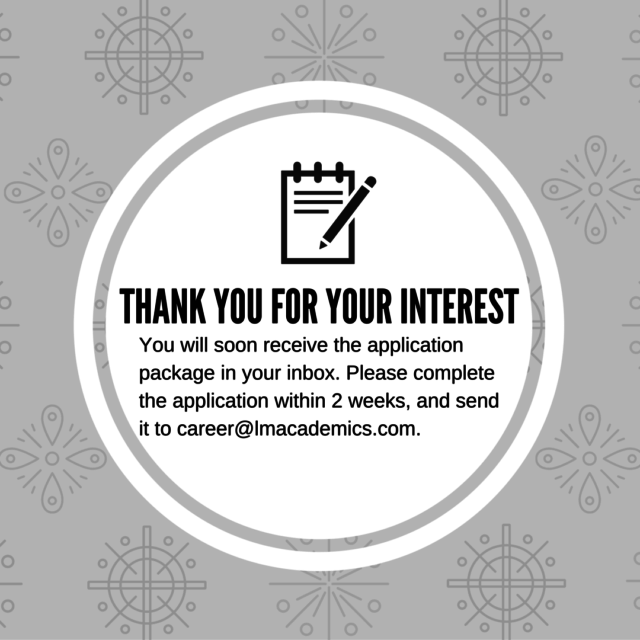 THANK YOU FOR YOUR INTEREST
You will soon receive the application
package in your inbox. Please complete
the application within 2 weeks, and send
it to career@lmacademics.com.